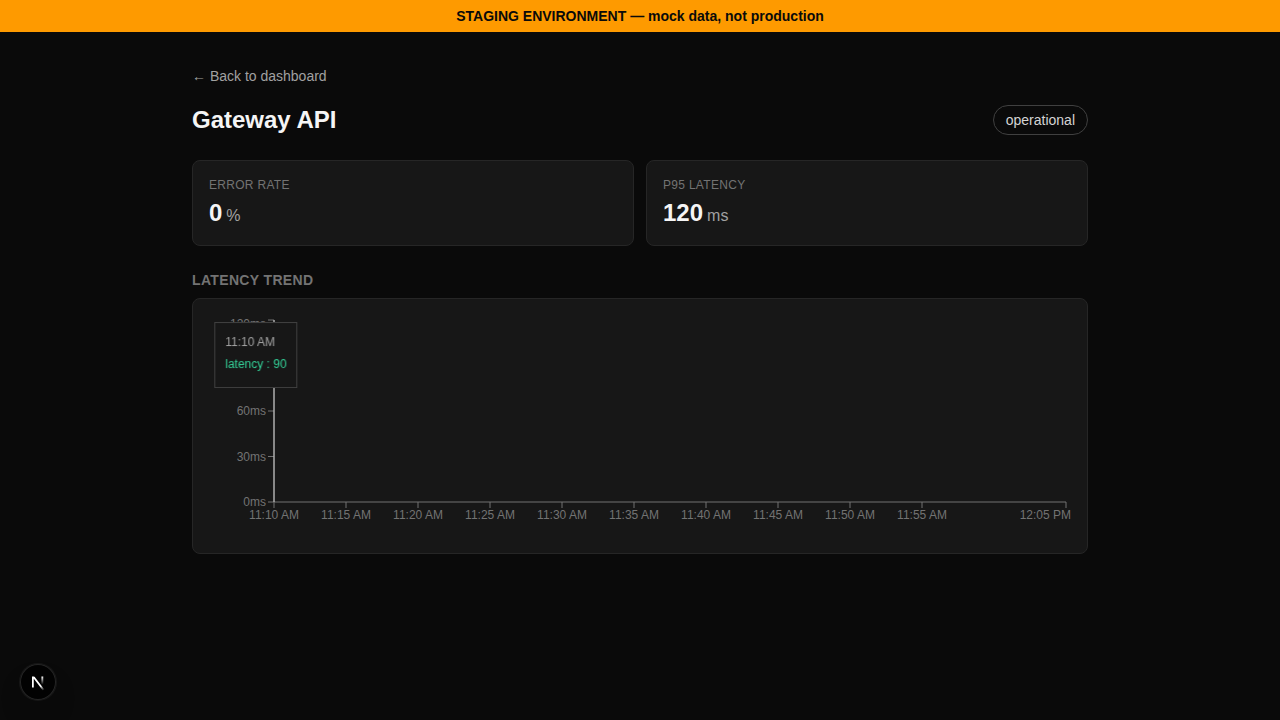 STAGING ENVIRONMENT — mock data, not production
← Back to dashboard
Gateway API
operational
ERROR RATE
0 %
P95 LATENCY
120 ms
LATENCY TREND
11:10 AM
latency : 90
60ms
30ms
0ms
11:10 AM 11:15 AM 11:20 AM 11:25 AM 11:30 AM 11:35 AM 11:40 AM 11:45 AM 11:50 AM 11:55 AM 12:05 PM
N